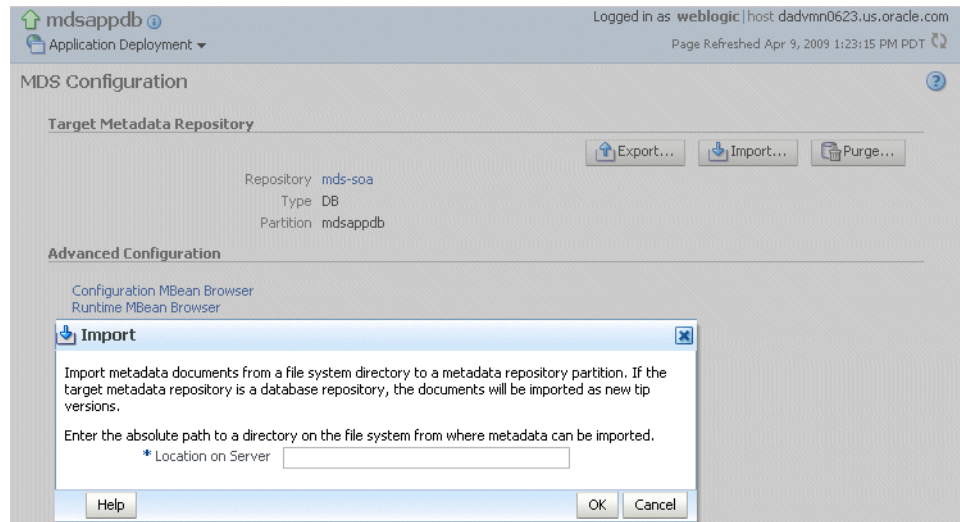 mdsappdb
Logged in as weblogic|host dadvmn0623.us.oracle.com
Application Deployment
Page Refreshed Apr 9, 2009 1:23:15 PM PDT
MDS Configuration
Target Metadata Repository
Export... Import... Purge...
Repository mds-soa
Type DB
Partition mdsappdb
Advanced Configuration
Configuration MBean Browser
Runtime MBean Browser
Import
Import metadata documents from a file system directory to a metadata repository partition. If the
target metadata repository is a database repository, the documents will be imported as new tip
versions.
Enter the absolute path to a directory on the file system from where metadata can be imported.
* Location on Server
Help OK Cancel